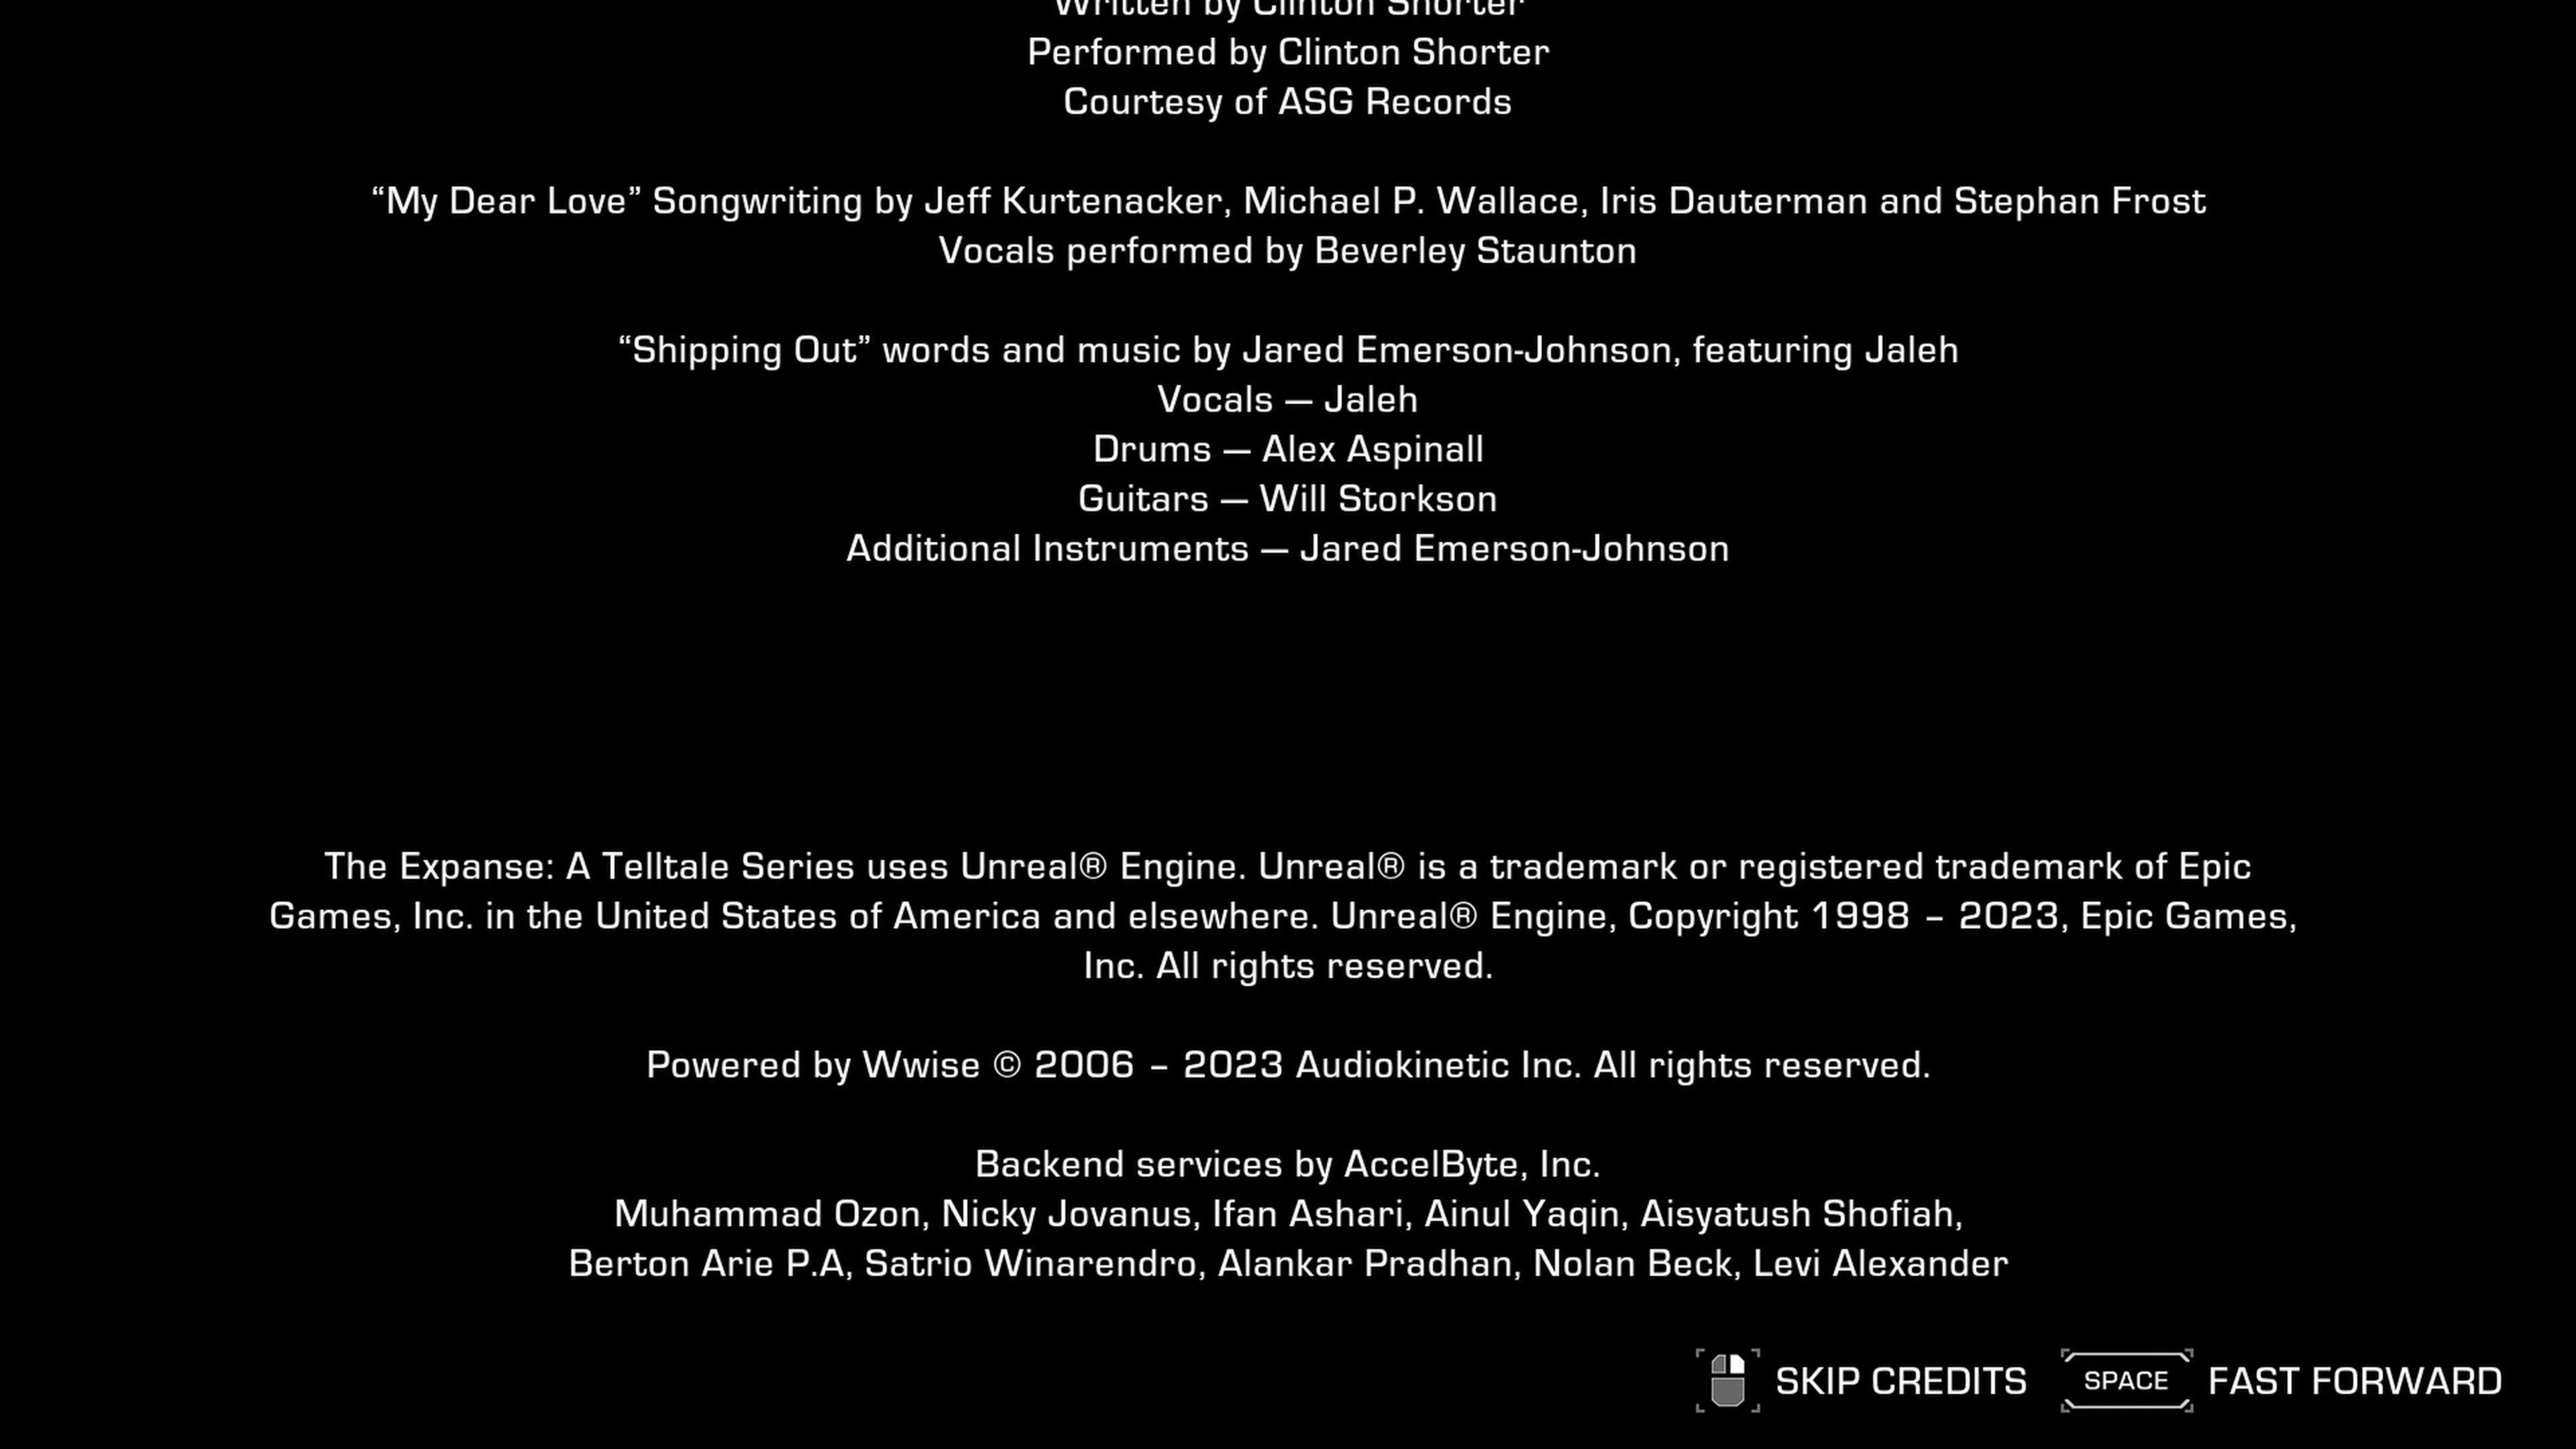 Written by Clinton Shorter
Performed by Clinton Shorter
Courtesy of ASG Records
“My Dear Love” Songwriting by Jeff Kurtenacker, Michael P. Wallace, Iris Dauterman and Stephan Frost
Vocals performed by Beverley Staunton
“Shipping Out” words and music by Jared Emerson-Johnson, featuring Jaleh
Vocals — Jaleh
Drums — Alex Aspinall
Guitars — Will Storkson
Additional Instruments — Jared Emerson-Johnson
The Expanse: A Telltale Series uses Unreal® Engine. Unreal® is a trademark or registered trademark of Epic
Games, Inc. in the United States of America and elsewhere. Unreal® Engine, Copyright 1998 – 2023, Epic Games,
Inc. All rights reserved.
Powered by Wwise © 2006 – 2023 Audiokinetic Inc. All rights reserved.
Backend services by AccelByte, Inc.
Muhammad Ozon, Nicky Jovanus, Ifan Ashari, Ainul Yaqin, Aisyatush Shofiah,
Berton Arie P.A, Satrio Winarendro, Alankar Pradhan, Nolan Beck, Levi Alexander
SKIP CREDITS SPACE FAST FORWARD